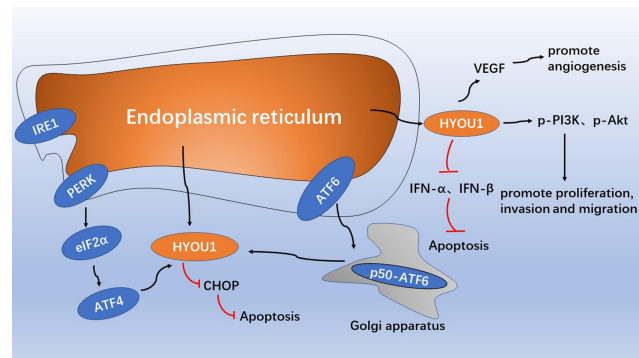 promote
angiogenesis
VEGF
Endoplasmic reticulum
HYOU1
p-PI3K、p-Akt
IRE1
PERK
ATF6
IFN-α、IFN-β
promote proliferation,
invasion and migration
eIF2α
HYOU1
Apoptosis
CHOP
p50-ATF6
ATF4
Apoptosis
Golgi apparatus